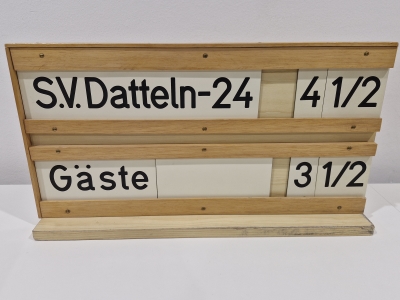 S.V. Datteln-24 4 1/2
Gäste 3 1/2